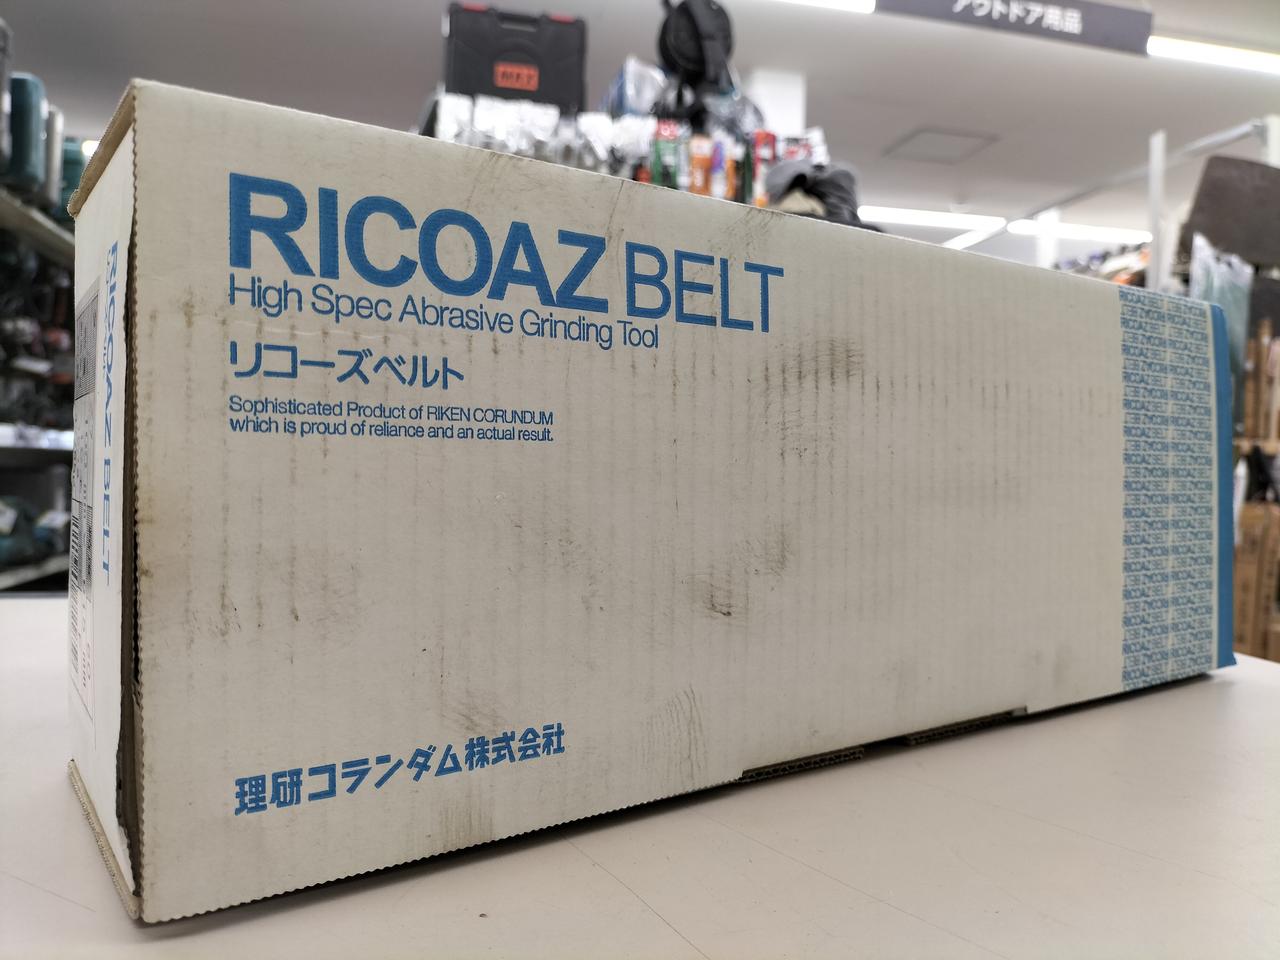 アウトドア用品
RICOAZ BELT
High Spec Abrasive Grinding Tool
リコーズベルト
Sophisticated Product of RIKEN CORUNDUM
which is proud of reliance and an actual result.
理研コランダム株式会社
RICOAZ BELT